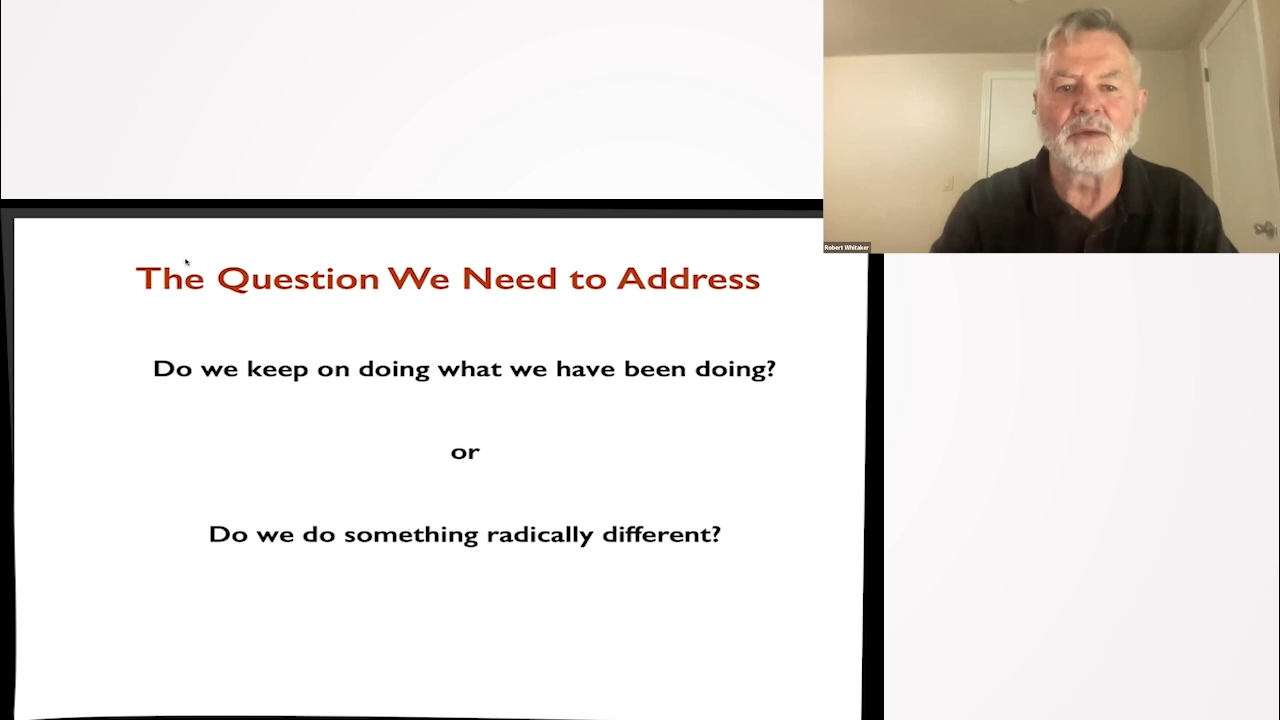 Robert Whitaker
The Question We Need to Address
Do we keep on doing what we have been doing?
or
Do we do something radically different?